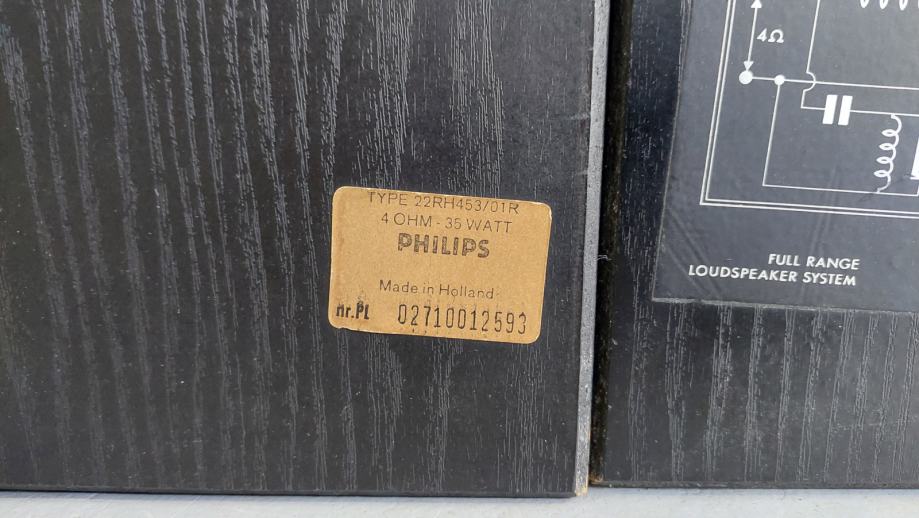 TYPE 22RH453/01R
4 OHM - 35 WATT
PHILIPS
Made in Holland
nr.PL 02710012593
4Ω
FULL RANGE
LOUDSPEAKER SYSTEM